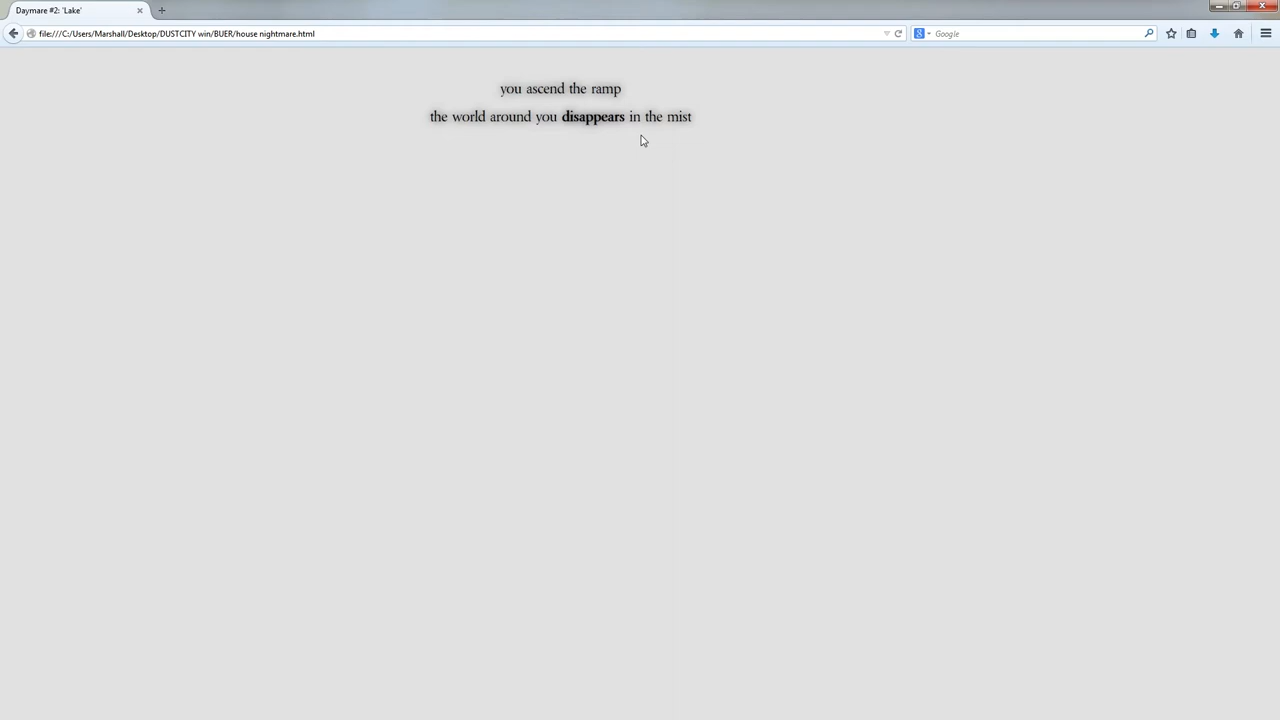 Daymare #2: 'Lake'
file:///C:/Users/Marshall/Desktop/DUSTCITY win/BUER/house nightmare.html
Google
you ascend the ramp
the world around you disappears in the mist